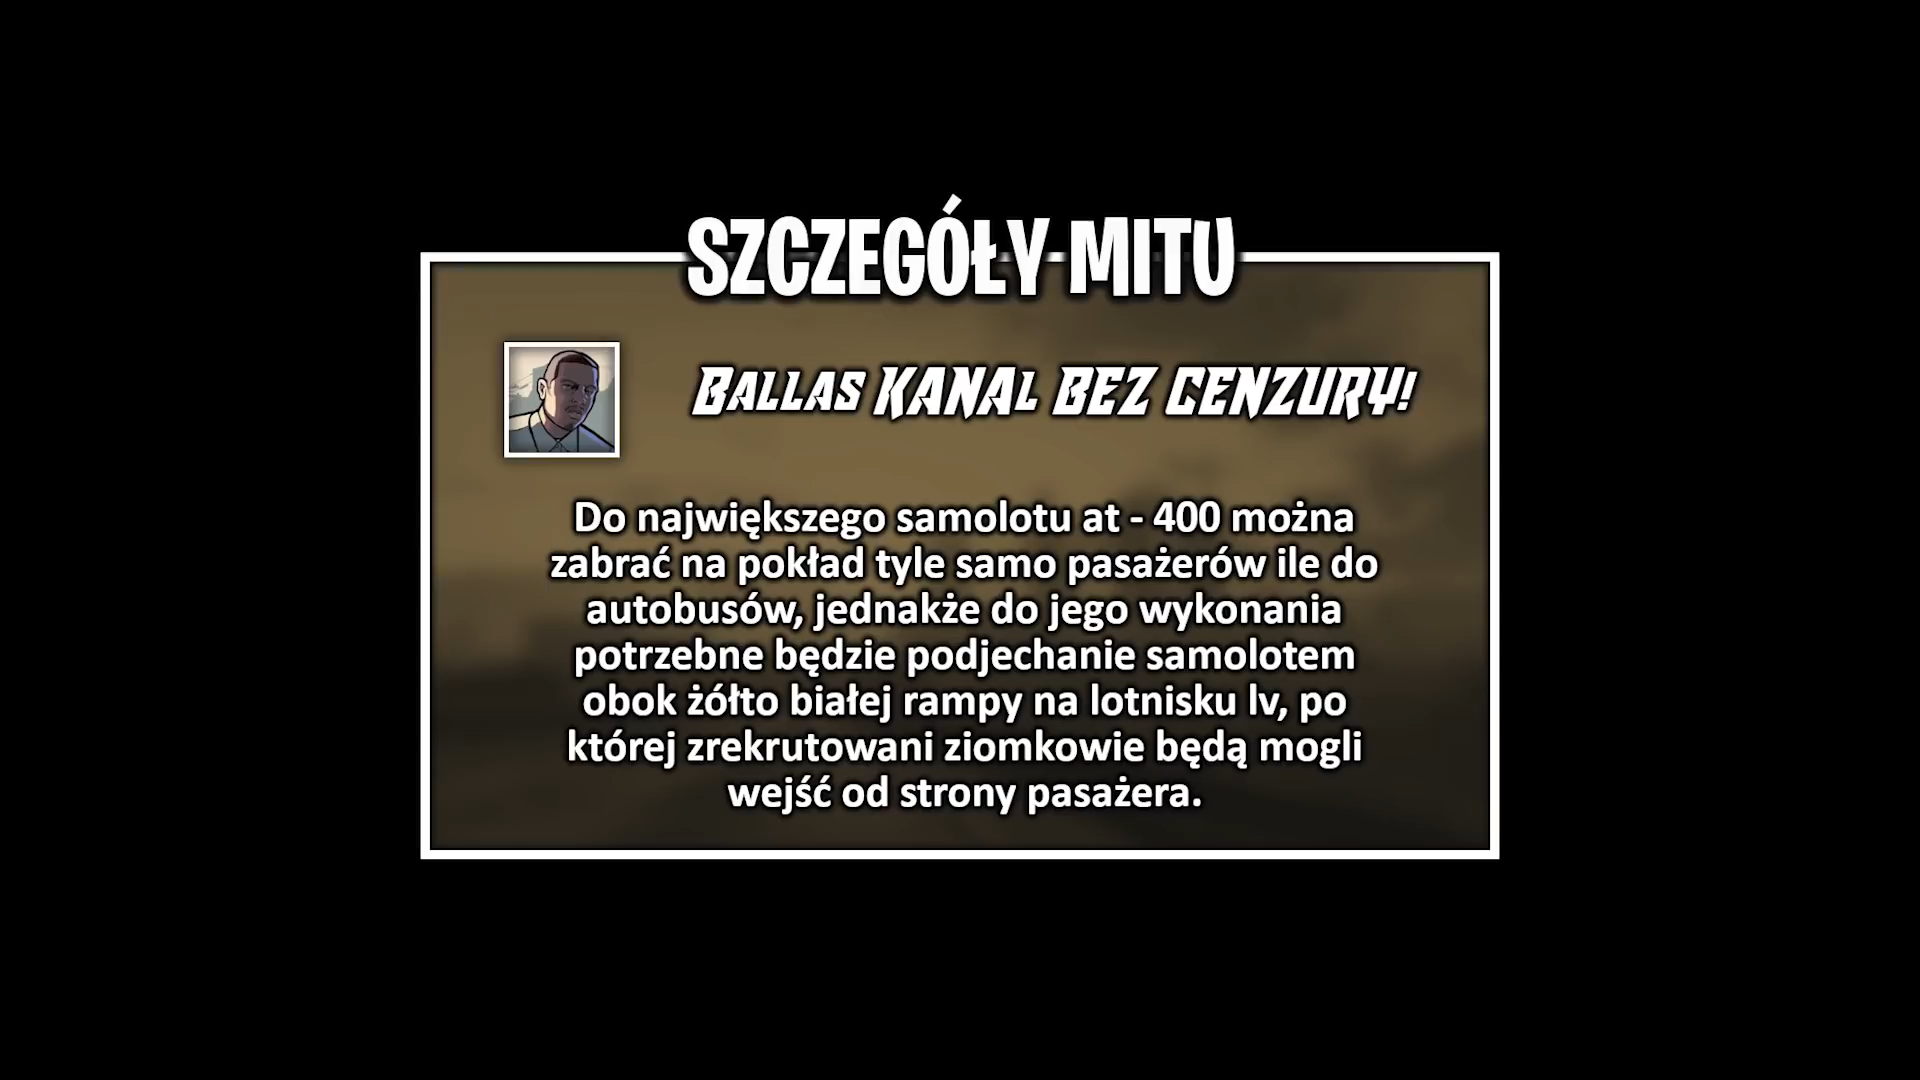 SZCZEGÓŁY MITU
BALLAS KANAL BEZ CENZURY!
Do największego samolotu at - 400 można
zabrać na pokład tyle samo pasażerów ile do
autobusów, jednakże do jego wykonania
potrzebne będzie podjechanie samolotem
obok żółto białej rampy na lotnisku lv, po
której zrekrutowani ziomkowie będą mogli
wejść od strony pasażera.